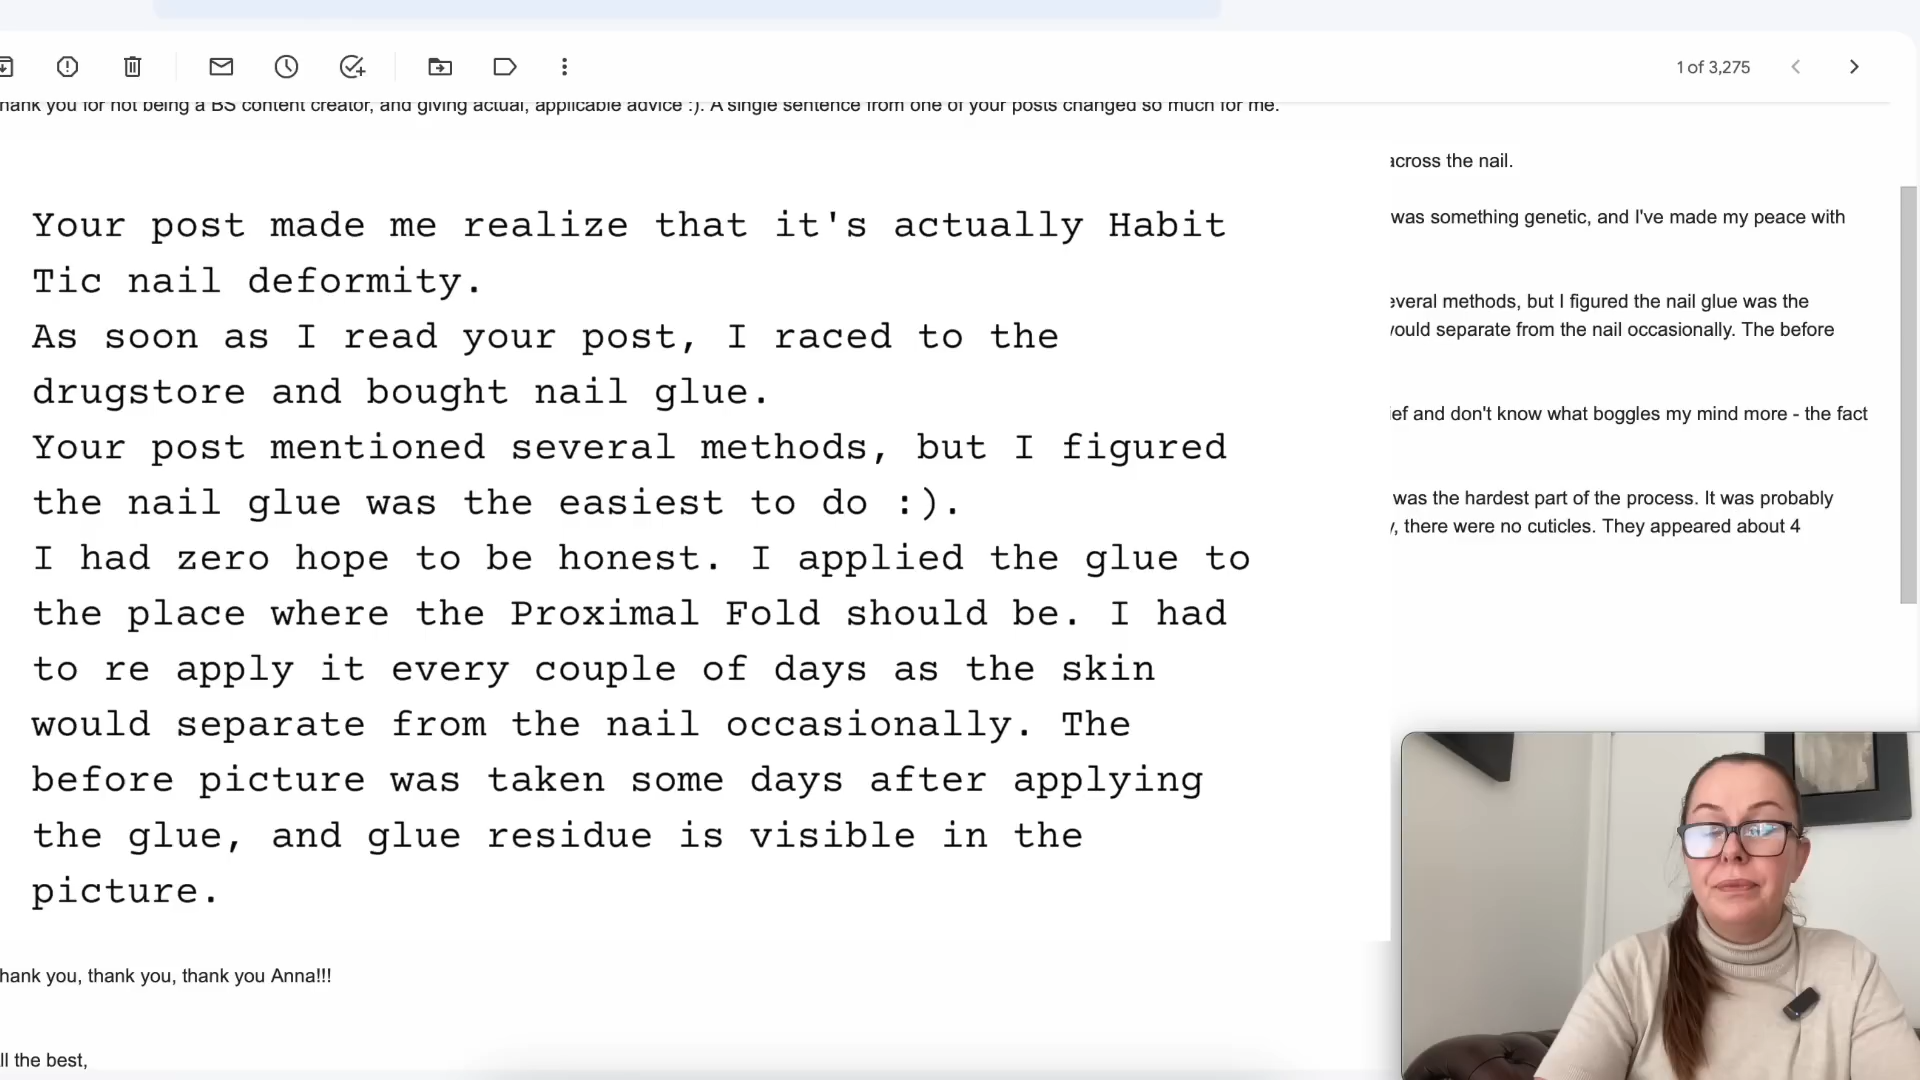 1 of 3,275
hank you for not being a BS content creator, and giving actual, applicable advice :). A single sentence from one of your posts changed so much for me.
Your post made me realize that it's actually Habit
Tic nail deformity.
As soon as I read your post, I raced to the
drugstore and bought nail glue.
Your post mentioned several methods, but I figured
the nail glue was the easiest to do :).
I had zero hope to be honest. I applied the glue to
the place where the Proximal Fold should be. I had
to re apply it every couple of days as the skin
would separate from the nail occasionally. The
before picture was taken some days after applying
the glue, and glue residue is visible in the
picture.
across the nail.
was something genetic, and I've made my peace with
everal methods, but I figured the nail glue was the
would separate from the nail occasionally. The before
ief and don't know what boggles my mind more - the fact
was the hardest part of the process. It was probably
y, there were no cuticles. They appeared about 4
hank you, thank you, thank you Anna!!!
ll the best,